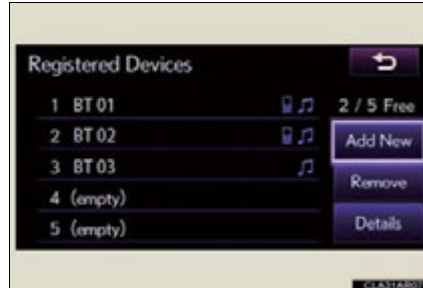 Registered Devices
1 BT 01
2 BT 02
3 BT 03
4 (empty)
5 (empty)
2 / 5 Free
Add New
Remove
Details
CLA31AR07